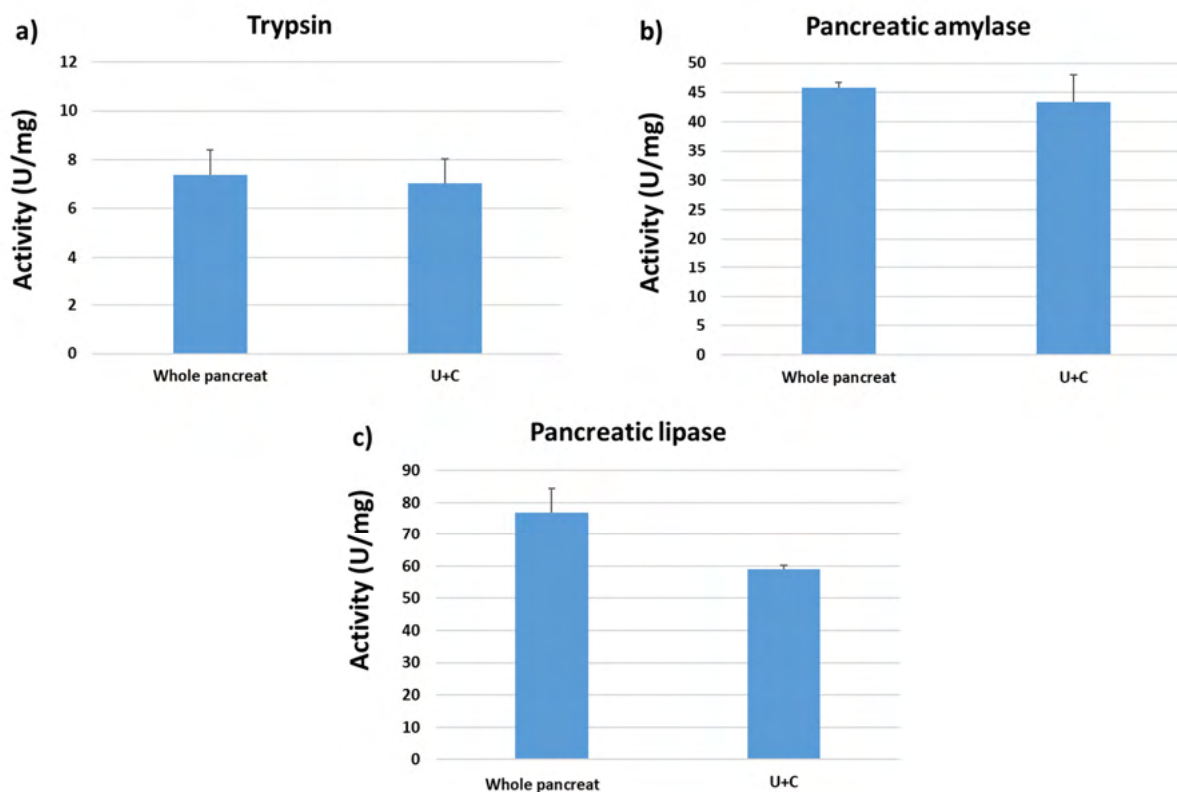 a)
Trypsin
Activity (U/mg)
12
10
8
6
4
2
0
Whole pancreat U+C
b)
Pancreatic amylase
Activity (U/mg)
50
45
40
35
30
25
20
15
10
5
0
Whole pancreat U+C
c)
Pancreatic lipase
Activity (U/mg)
90
80
70
60
50
40
30
20
10
0
Whole pancreat U+C